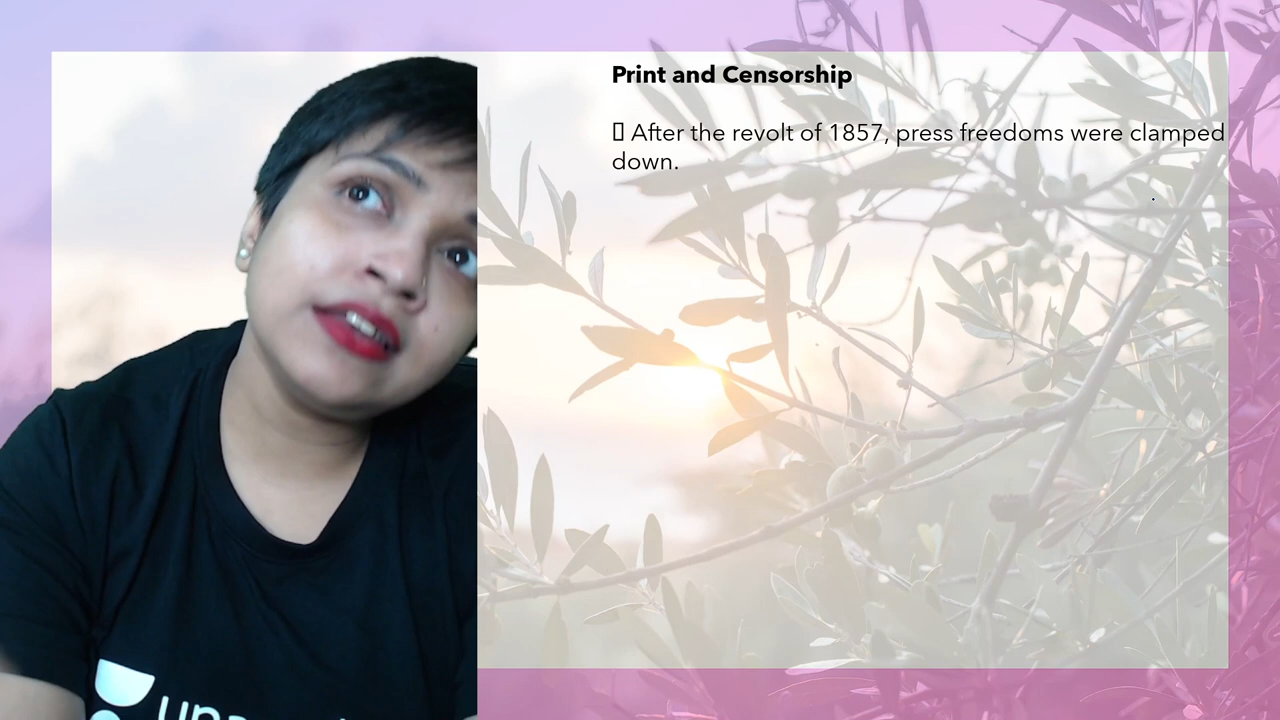 Print and Censorship
▯ After the revolt of 1857, press freedoms were clamped
down.